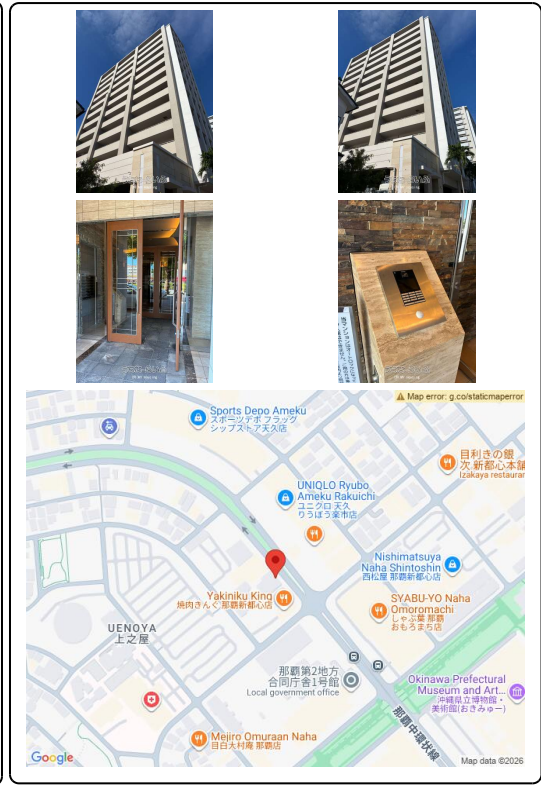 Map error: g.co/staticmaperror
Sports Depo Ameku
スポーツデポ フラッグ
シップストア天久店
目利きの銀
次 新都心本舗
Izakaya restaurar
UNIQLO Ryubo
Ameku Rakuichi
ユニクロ 天久
りうぼう楽市店
Nishimatsuya
Naha Shintoshin
西松屋 那覇新都心店
Yakiniku King
焼肉きんぐ 那覇新都心店
SYABU-YO Naha
Omoromachi
しゃぶ葉 那覇
おもろまち店
UENOYA
上之屋
那覇第2地方
合同庁舎1号館
Local government office
Okinawa Prefectural
Museum and Art...
沖縄県立博物館・
美術館(おきみゅー)
那覇中環状線
Mejiro Omuraan Naha
目白大村庵 那覇店
Google
Map data ©2026